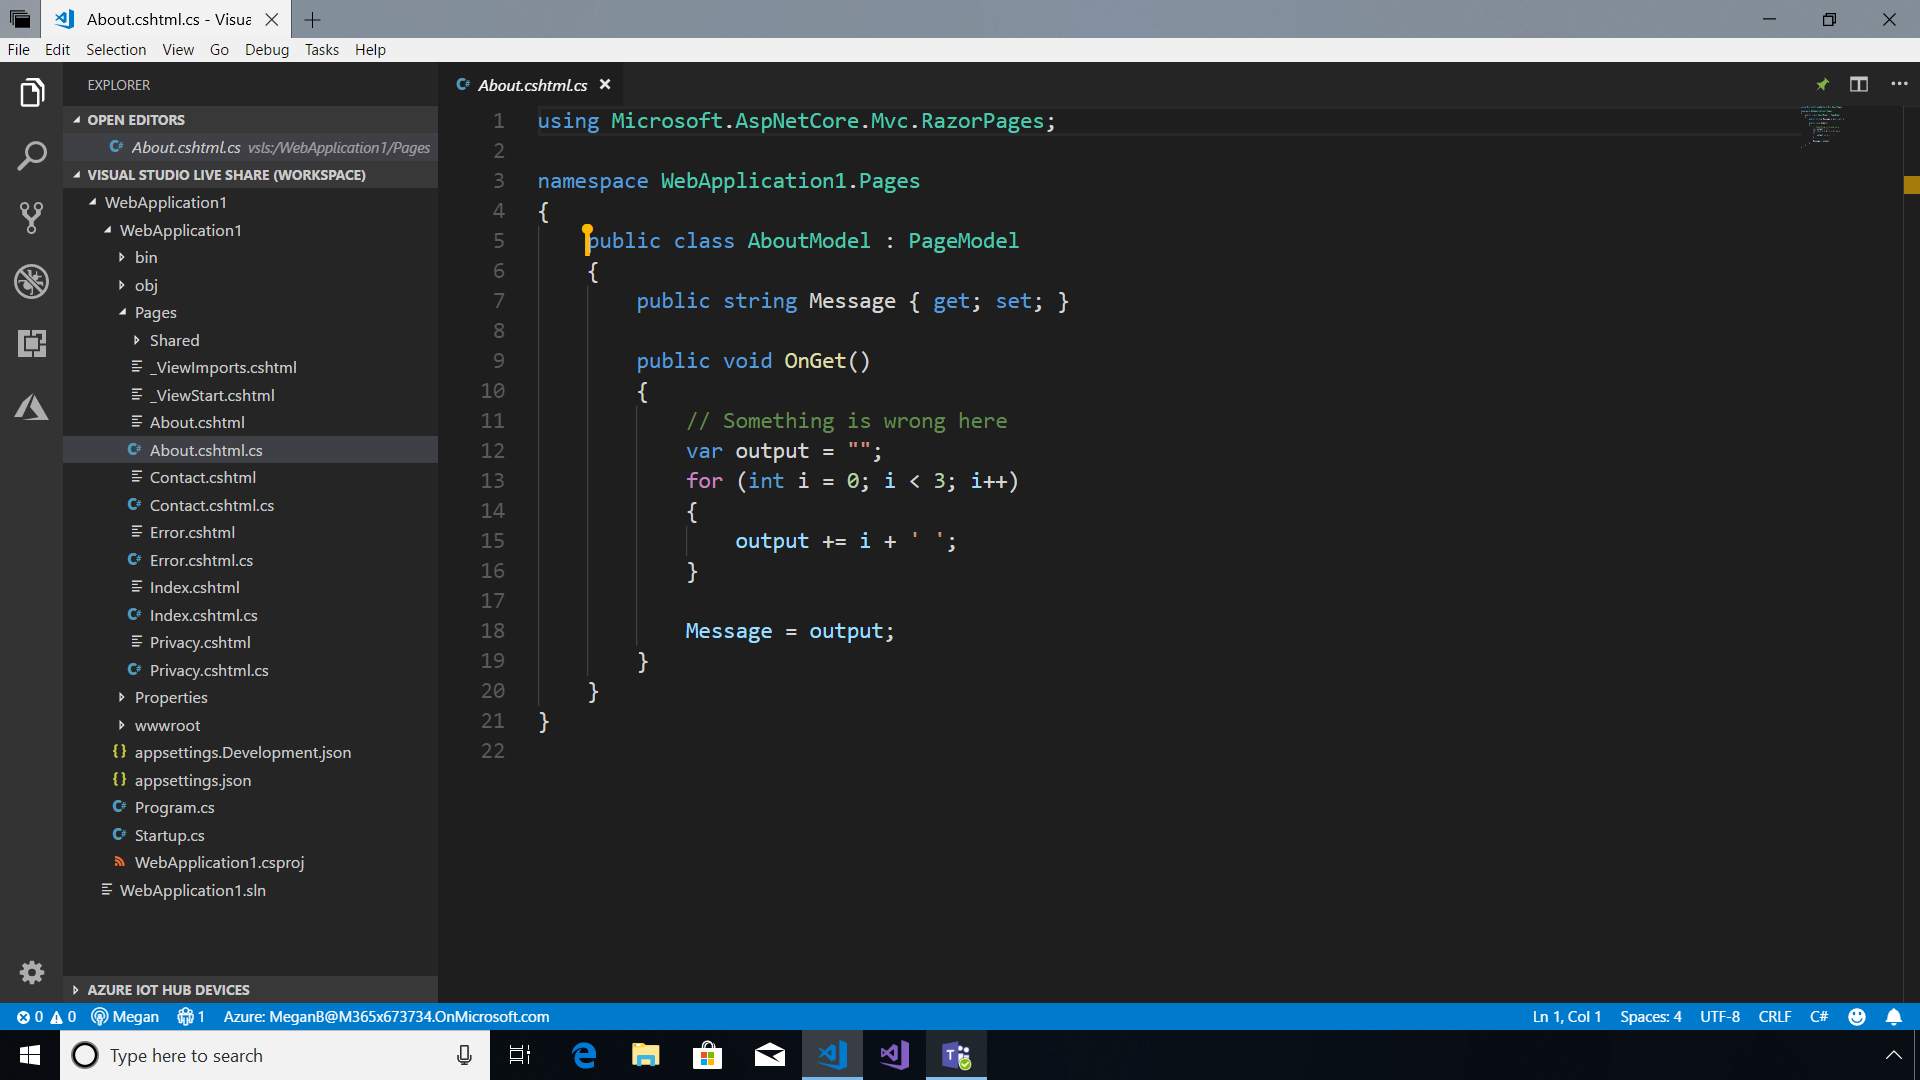 About.cshtml.cs - Visua
File Edit Selection View Go Debug Tasks Help
EXPLORER
OPEN EDITORS
About.cshtml.cs vsls:/WebApplication1/Pages
VISUAL STUDIO LIVE SHARE (WORKSPACE)
WebApplication1
WebApplication1
bin
obj
Pages
Shared
_ViewImports.cshtml
_ViewStart.cshtml
About.cshtml
About.cshtml.cs
Contact.cshtml
Contact.cshtml.cs
Error.cshtml
Error.cshtml.cs
Index.cshtml
Index.cshtml.cs
Privacy.cshtml
Privacy.cshtml.cs
Properties
wwwroot
appsettings.Development.json
appsettings.json
Program.cs
Startup.cs
WebApplication1.csproj
WebApplication1.sln
AZURE IOT HUB DEVICES
About.cshtml.cs
1 using Microsoft.AspNetCore.Mvc.RazorPages;
2
3 namespace WebApplication1.Pages
4 {
5 public class AboutModel : PageModel
6 {
7 public string Message { get; set; }
8
9 public void OnGet()
10 {
11 // Something is wrong here
12 var output = "";
13 for (int i = 0; i < 3; i++)
14 {
15 output += i + ' ';
16 }
17
18 Message = output;
19 }
20 }
21 }
22
0 0 Megan 1 Azure: MeganB@M365x673734.OnMicrosoft.com
Ln 1, Col 1 Spaces: 4 UTF-8 CRLF C#
Type here to search